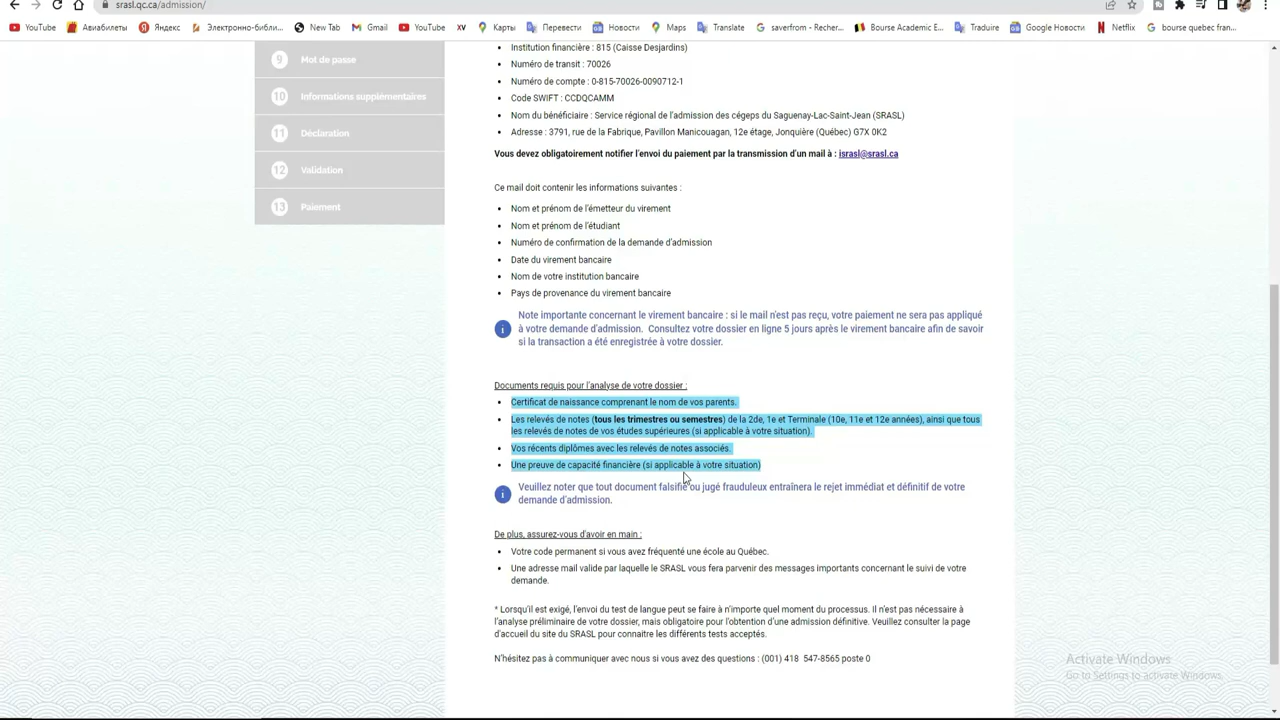 srasl.qc.ca/admission/
YouTube
Авиабилеты
Яндекс
Электронно-библи...
New Tab
Gmail
YouTube
XV
Карты
Перевести
Новости
Maps
Translate
saverfrom - Recher...
Bourse Academic E...
Traduire
Google Новости
Netflix
bourse quebec fran...
9 Mot de passe
10 Informations supplémentaires
11 Déclaration
12 Validation
13 Paiement
• Institution financière : 815 (Caisse Desjardins)
• Numéro de transit : 70026
• Numéro de compte : 0-815-70026-0090712-1
• Code SWIFT : CCDQCAMM
• Nom du bénéficiaire : Service régional de l'admission des cégeps du Saguenay-Lac-Saint-Jean (SRASL)
• Adresse : 3791, rue de la Fabrique, Pavillon Manicouagan, 12e étage, Jonquière (Québec) G7X 0K2
Vous devez obligatoirement notifier l'envoi du paiement par la transmission d'un mail à : israsl@srasl.ca
Ce mail doit contenir les informations suivantes :
• Nom et prénom de l'émetteur du virement
• Nom et prénom de l'étudiant
• Numéro de confirmation de la demande d'admission
• Date du virement bancaire
• Nom de votre institution bancaire
• Pays de provenance du virement bancaire
Note importante concernant le virement bancaire : si le mail n'est pas reçu, votre paiement ne sera pas appliqué
à votre demande d'admission. Consultez votre dossier en ligne 5 jours après le virement bancaire afin de savoir
si la transaction a été enregistrée à votre dossier.
Documents requis pour l'analyse de votre dossier :
• Certificat de naissance comprenant le nom de vos parents.
• Les relevés de notes (tous les trimestres ou semestres) de la 2de, 1e et Terminale (10e, 11e et 12e années), ainsi que tous
les relevés de notes de vos études supérieures (si applicable à votre situation).
• Vos récents diplômes avec les relevés de notes associés.
• Une preuve de capacité financière (si applicable à votre situation)
Veuillez noter que tout document falsifié ou jugé frauduleux entraînera le rejet immédiat et définitif de votre
demande d'admission.
De plus, assurez-vous d'avoir en main :
• Votre code permanent si vous avez fréquenté une école au Québec.
• Une adresse mail valide par laquelle le SRASL vous fera parvenir des messages importants concernant le suivi de votre
demande.
* Lorsqu'il est exigé, l'envoi du test de langue peut se faire à n'importe quel moment du processus. Il n'est pas nécessaire à
l'analyse préliminaire de votre dossier, mais obligatoire pour l'obtention d'une admission définitive. Veuillez consulter la page
d'accueil du site du SRASL pour connaitre les différents tests acceptés.
N'hésitez pas à communiquer avec nous si vous avez des questions : (001) 418 547-8565 poste 0
Activate Windows
Go to Settings to activate Windows.